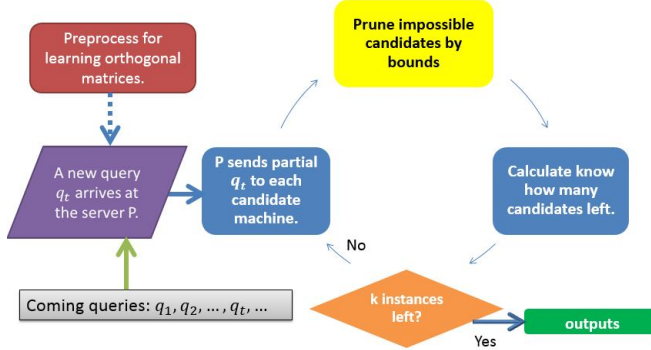 Preprocess for
learning orthogonal
matrices.
Prune impossible
candidates by
bounds
A new query
q_t arrives at
the server P.
P sends partial
q_t to each
candidate
machine.
Calculate know
how many
candidates left.
No
k instances
left?
Yes
outputs
Coming queries: q_1, q_2, ... , q_t, ...